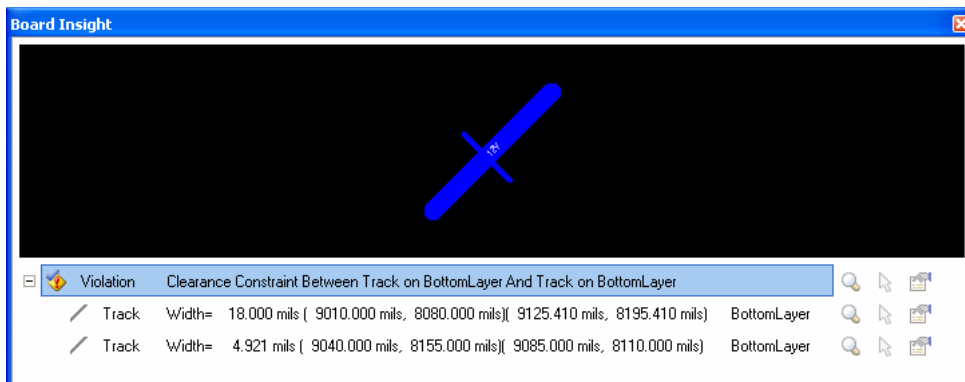 Board Insight
12V
Violation Clearance Constraint Between Track on BottomLayer And Track on BottomLayer
Track Width= 18.000 mils ( 9010.000 mils, 8080.000 mils)( 9125.410 mils, 8195.410 mils) BottomLayer
Track Width= 4.921 mils ( 9040.000 mils, 8155.000 mils)( 9085.000 mils, 8110.000 mils) BottomLayer